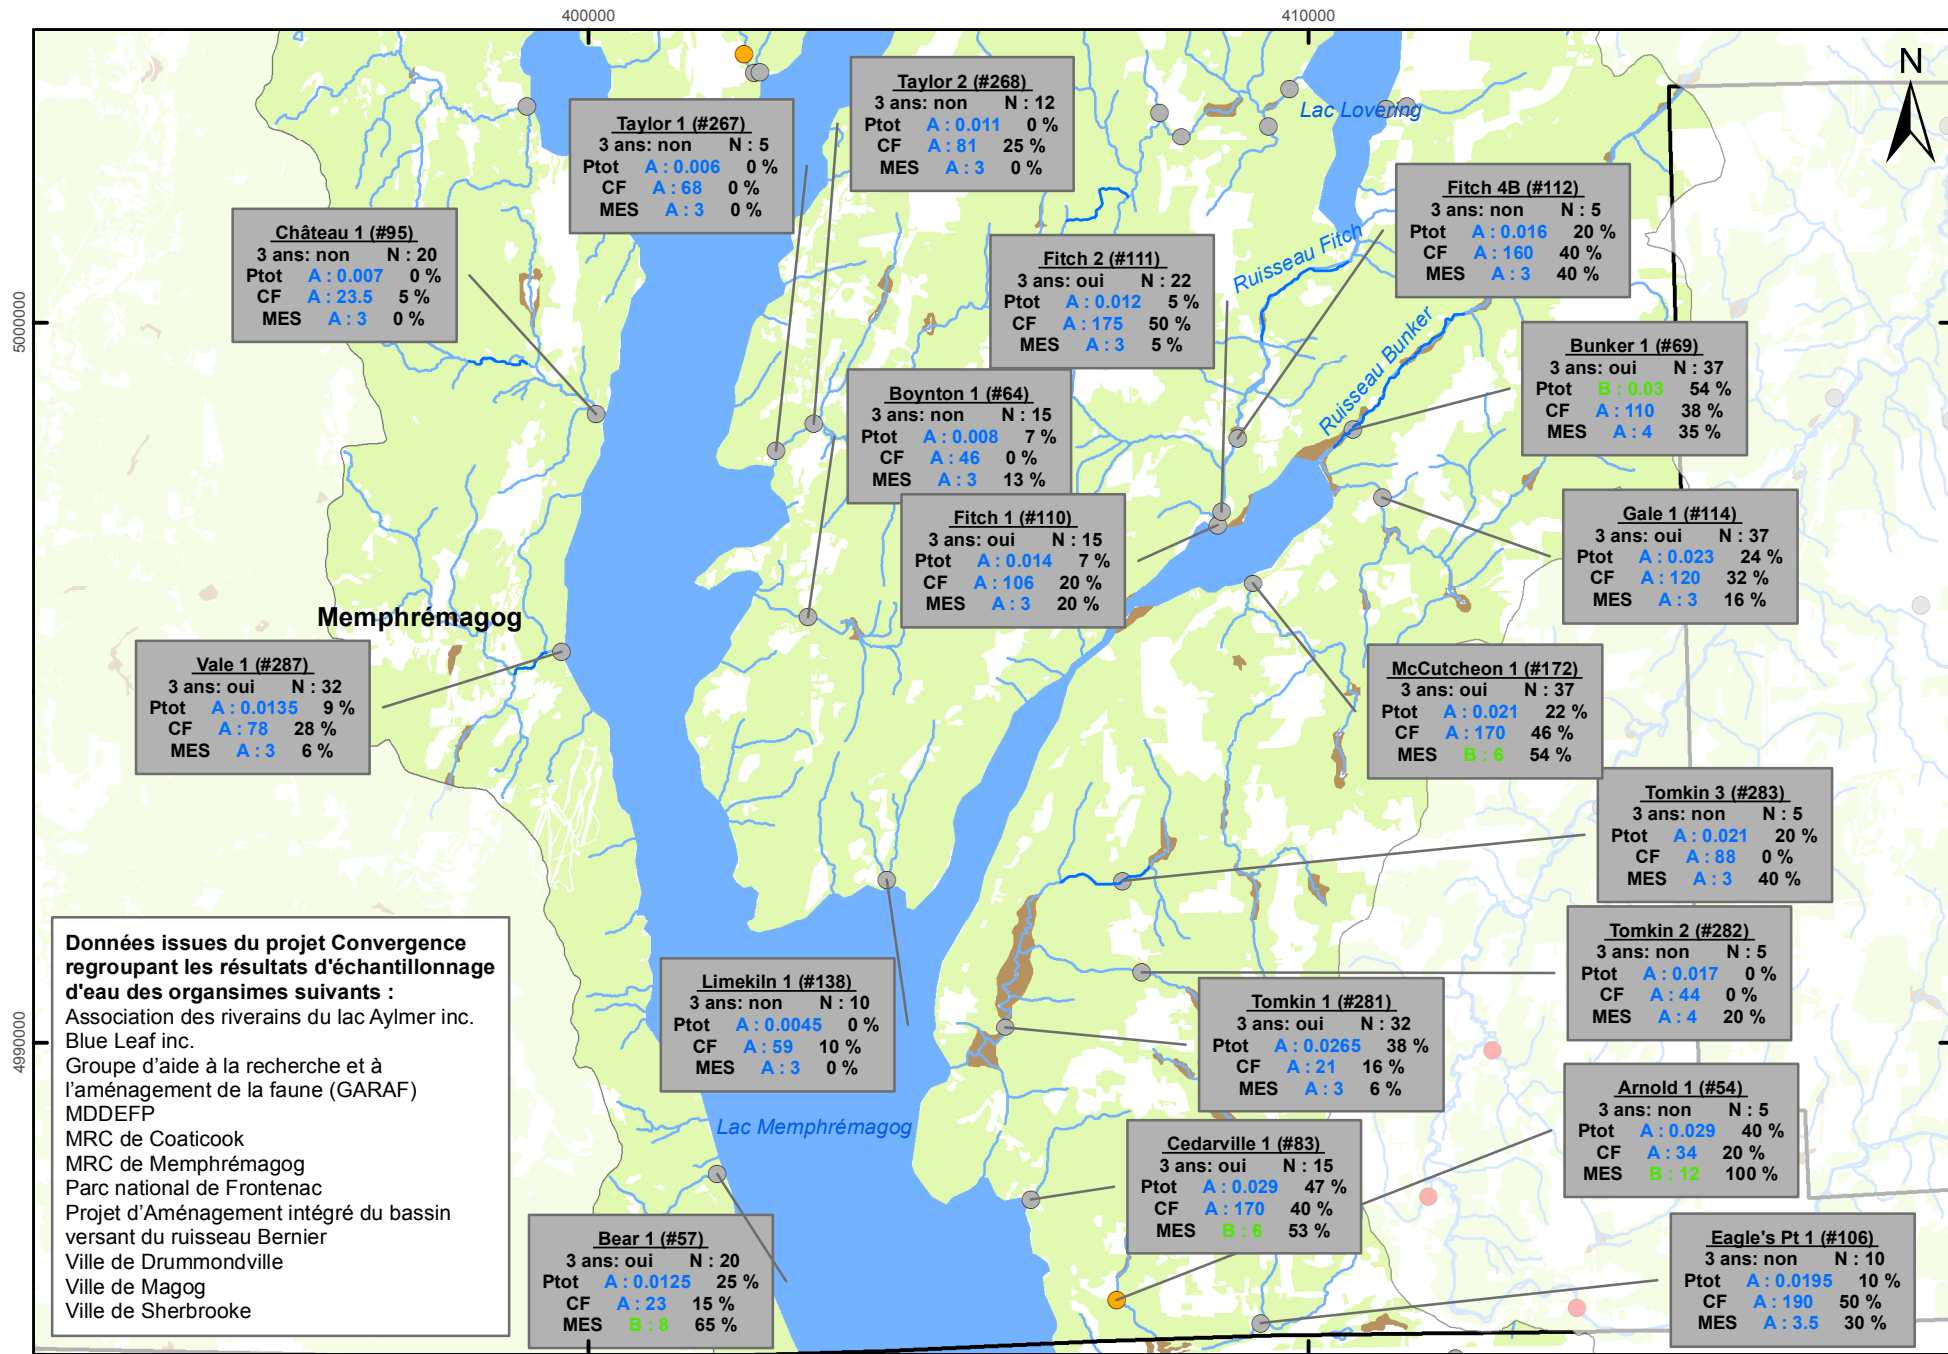 400000
410000
5000000
4990000
N
Taylor 2 (#268)
3 ans: non N : 12
Ptot A : 0.011 0 %
CF A : 81 25 %
MES A : 3 0 %
Taylor 1 (#267)
3 ans: non N : 5
Ptot A : 0.006 0 %
CF A : 68 0 %
MES A : 3 0 %
Lac Lovering
Fitch 4B (#112)
3 ans: non N : 5
Ptot A : 0.016 20 %
CF A : 160 40 %
MES A : 3 40 %
Château 1 (#95)
3 ans: non N : 20
Ptot A : 0.007 0 %
CF A : 23.5 5 %
MES A : 3 0 %
Fitch 2 (#111)
3 ans: oui N : 22
Ptot A : 0.012 5 %
CF A : 175 50 %
MES A : 3 5 %
Ruisseau Fitch
Ruisseau Bunker
Bunker 1 (#69)
3 ans: oui N : 37
Ptot B : 0.03 54 %
CF A : 110 38 %
MES A : 4 35 %
Boynton 1 (#64)
3 ans: non N : 15
Ptot A : 0.008 7 %
CF A : 46 0 %
MES A : 3 13 %
Fitch 1 (#110)
3 ans: oui N : 15
Ptot A : 0.014 7 %
CF A : 106 20 %
MES A : 3 20 %
Gale 1 (#114)
3 ans: oui N : 37
Ptot A : 0.023 24 %
CF A : 120 32 %
MES A : 3 16 %
Memphrémagog
Vale 1 (#287)
3 ans: oui N : 32
Ptot A : 0.0135 9 %
CF A : 78 28 %
MES A : 3 6 %
McCutcheon 1 (#172)
3 ans: oui N : 37
Ptot A : 0.021 22 %
CF A : 170 46 %
MES B : 6 54 %
Tomkin 3 (#283)
3 ans: non N : 5
Ptot A : 0.021 20 %
CF A : 88 0 %
MES A : 3 40 %
Tomkin 2 (#282)
3 ans: non N : 5
Ptot A : 0.017 0 %
CF A : 44 0 %
MES A : 4 20 %
Limekiln 1 (#138)
3 ans: non N : 10
Ptot A : 0.0045 0 %
CF A : 59 10 %
MES A : 3 0 %
Tomkin 1 (#281)
3 ans: oui N : 32
Ptot A : 0.0265 38 %
CF A : 21 16 %
MES A : 3 6 %
Arnold 1 (#54)
3 ans: non N : 5
Ptot A : 0.029 40 %
CF A : 34 20 %
MES B : 12 100 %
Lac Memphrémagog
Cedarville 1 (#83)
3 ans: oui N : 15
Ptot A : 0.029 47 %
CF A : 170 40 %
MES B : 6 53 %
Bear 1 (#57)
3 ans: oui N : 20
Ptot A : 0.0125 25 %
CF A : 23 15 %
MES B : 8 65 %
Eagle's Pt 1 (#106)
3 ans: non N : 10
Ptot A : 0.0195 10 %
CF A : 190 50 %
MES A : 3.5 30 %
Données issues du projet Convergence
regroupant les résultats d'échantillonnage
d'eau des organsimes suivants :
Association des riverains du lac Aylmer inc.
Blue Leaf inc.
Groupe d'aide à la recherche et à
l'aménagement de la faune (GARAF)
MDDEFP
MRC de Coaticook
MRC de Memphrémagog
Parc national de Frontenac
Projet d'Aménagement intégré du bassin
versant du ruisseau Bernier
Ville de Drummondville
Ville de Magog
Ville de Sherbrooke